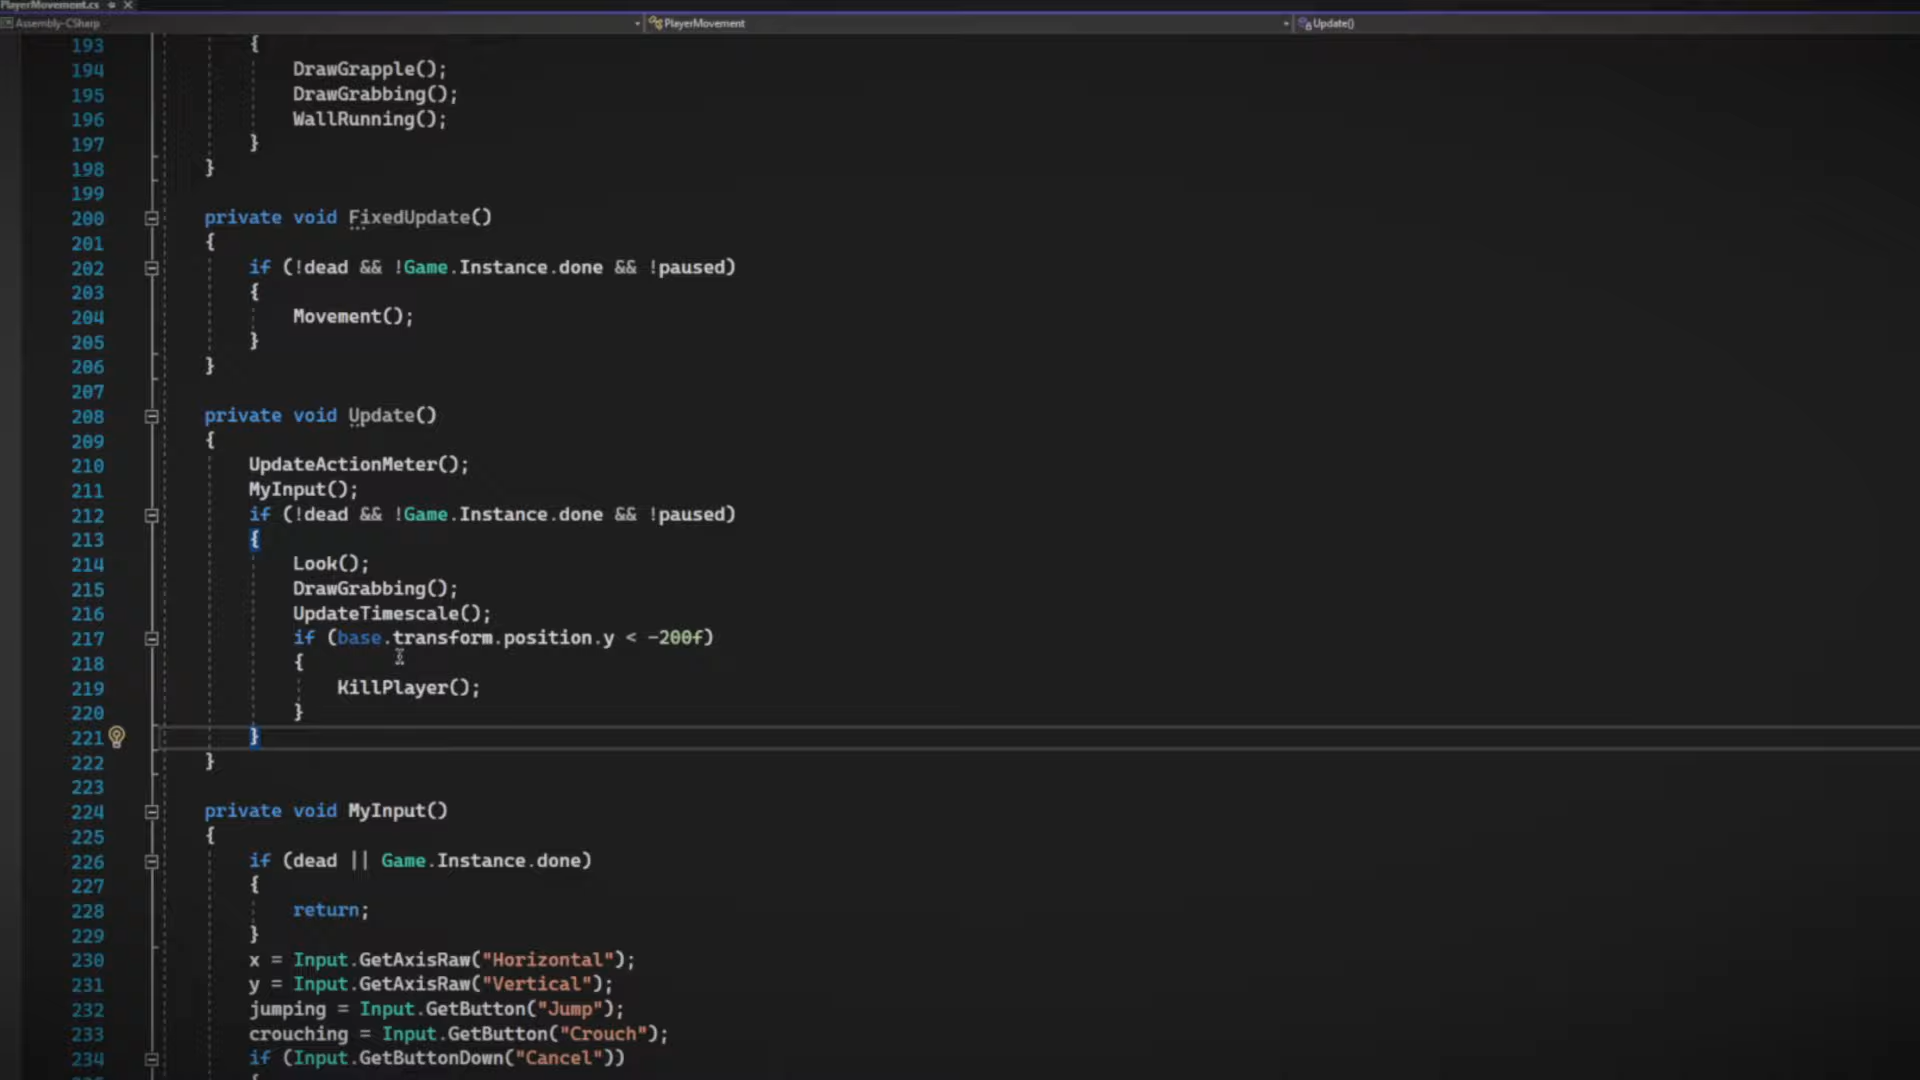 PlayerMovement.cs
Assembly-CSharp PlayerMovement Update()
193 {
194 DrawGrapple();
195 DrawGrabbing();
196 WallRunning();
197 }
198 }
199
200 private void FixedUpdate()
201 {
202 if (!dead && !Game.Instance.done && !paused)
203 {
204 Movement();
205 }
206 }
207
208 private void Update()
209 {
210 UpdateActionMeter();
211 MyInput();
212 if (!dead && !Game.Instance.done && !paused)
213 {
214 Look();
215 DrawGrabbing();
216 UpdateTimescale();
217 if (base.transform.position.y < -200f)
218 {
219 KillPlayer();
220 }
221 }
222 }
223
224 private void MyInput()
225 {
226 if (dead || Game.Instance.done)
227 {
228 return;
229 }
230 x = Input.GetAxisRaw("Horizontal");
231 y = Input.GetAxisRaw("Vertical");
232 jumping = Input.GetButton("Jump");
233 crouching = Input.GetButton("Crouch");
234 if (Input.GetButtonDown("Cancel"))